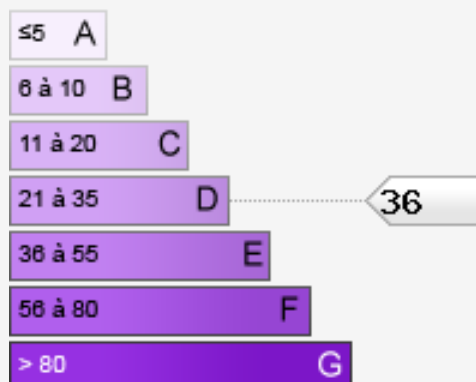 ≤5 A
6 à 10 B
11 à 20 C
21 à 35 D 36
36 à 55 E
56 à 80 F
> 80 G